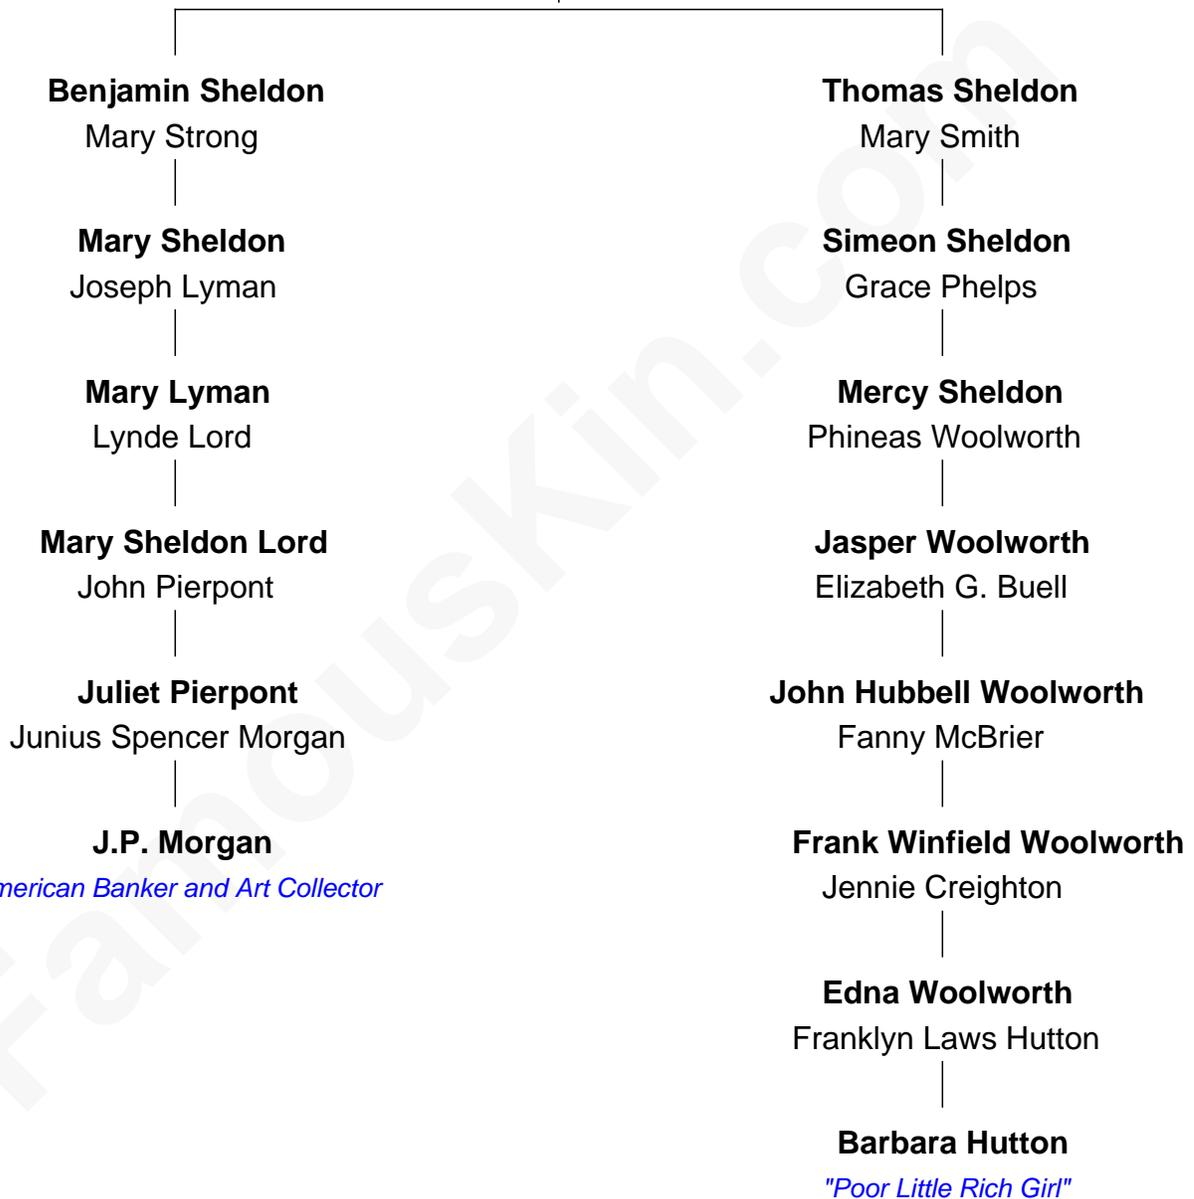 Benjamin Sheldon
Mary Strong
Mary Sheldon
Joseph Lyman
Mary Lyman
Lynde Lord
Mary Sheldon Lord
John Pierpont
Juliet Pierpont
Junius Spencer Morgan
J.P. Morgan
merican Banker and Art Collector
Thomas Sheldon
Mary Smith
Simeon Sheldon
Grace Phelps
Mercy Sheldon
Phineas Woolworth
Jasper Woolworth
Elizabeth G. Buell
John Hubbell Woolworth
Fanny McBrier
Frank Winfield Woolworth
Jennie Creighton
Edna Woolworth
Franklyn Laws Hutton
Barbara Hutton
"Poor Little Rich Girl"
FamousKin.com